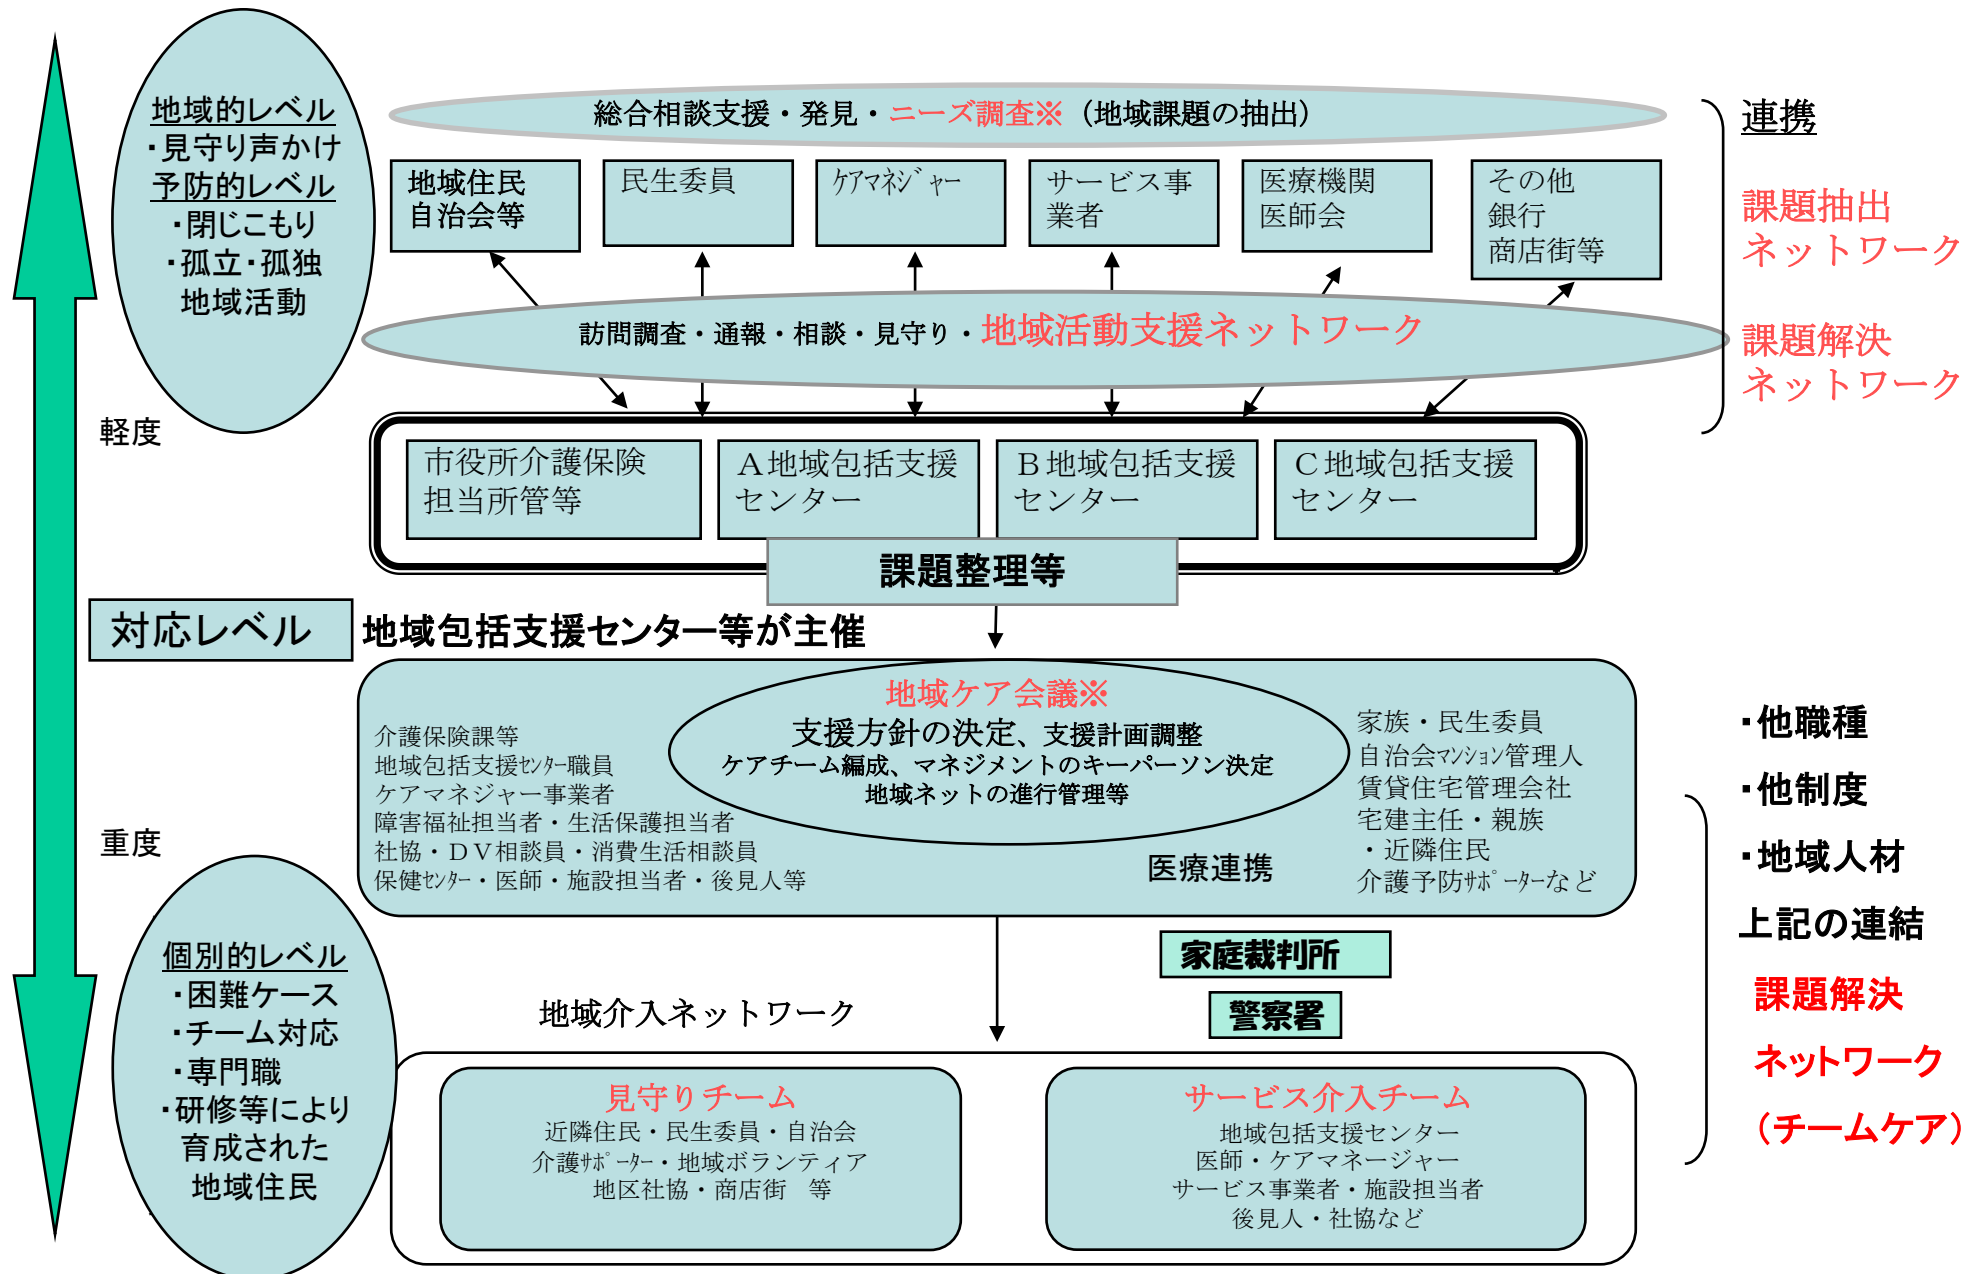 地域的レベル
・見守り声かけ
予防的レベル
・閉じこもり
・孤立・孤独
地域活動
軽度
総合相談支援・発見・ニーズ調査※（地域課題の抽出）
地域住民
自治会等
民生委員
ｹｱﾏﾈｼﾞｬｰ
サービス事
業者
医療機関
医師会
その他
銀行
商店街等
訪問調査・通報・相談・見守り・地域活動支援ネットワーク
連携
課題抽出
ネットワーク
課題解決
ネットワーク
市役所介護保険
担当所管等
Ａ地域包括支援
センター
Ｂ地域包括支援
センター
Ｃ地域包括支援
センター
課題整理等
対応レベル
地域包括支援センター等が主催
地域ケア会議※
支援方針の決定、支援計画調整
ケアチーム編成、マネジメントのキーパーソン決定
地域ネットの進行管理等
介護保険課等
地域包括支援ｾﾝﾀｰ職員
ケアマネジャー事業者
障害福祉担当者・生活保護担当者
社協・ＤＶ相談員・消費生活相談員
保健ｾﾝﾀｰ・医師・施設担当者・後見人等
医療連携
家族・民生委員
自治会ﾏﾝｼｮﾝ管理人
賃貸住宅管理会社
宅建主任・親族
・近隣住民
介護予防ｻﾎﾟｰﾀｰなど
・他職種
・他制度
・地域人材
上記の連結
課題解決
ネットワーク
（チームケア）
重度
個別的レベル
・困難ケース
・チーム対応
・専門職
・研修等により
育成された
地域住民
家庭裁判所
警察署
地域介入ネットワーク
見守りチーム
近隣住民・民生委員・自治会
介護ｻﾎﾟｰﾀｰ・地域ボランティア
地区社協・商店街　等
サービス介入チーム
地域包括支援センター
医師・ケアマネージャー
サービス事業者・施設担当者
後見人・社協など